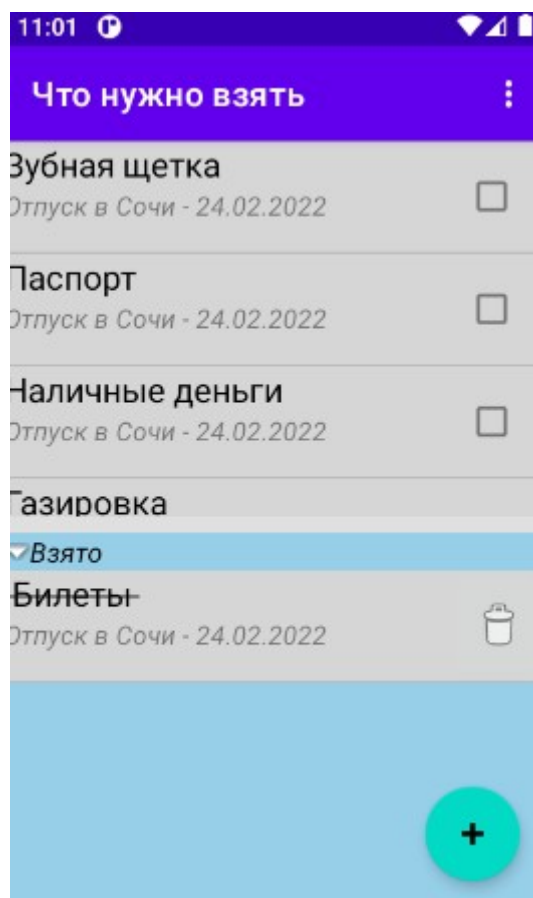 11:01
Что нужно взять
Зубная щетка
Отпуск в Сочи - 24.02.2022
Паспорт
Отпуск в Сочи - 24.02.2022
Наличные деньги
Отпуск в Сочи - 24.02.2022
Газировка
Взято
Билеты
Отпуск в Сочи - 24.02.2022
+